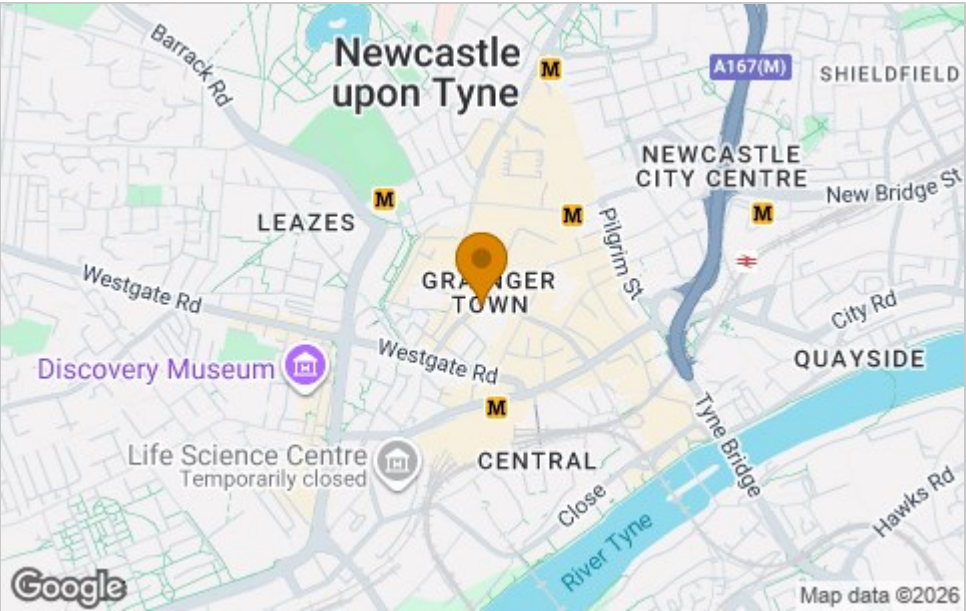 Barrack Rd
Newcastle
upon Tyne
M
A167(M)
SHIELDFIELD
NEWCASTLE
CITY CENTRE
New Bridge St
M
M
M
LEAZES
Pilgrim St
GRAINGER
TOWN
Westgate Rd
City Rd
Westgate Rd
QUAYSIDE
Discovery Museum
M
Tyne Bridge
Life Science Centre
Temporarily closed
CENTRAL
Close
Hawks Rd
River Tyne
Google
Map data ©2026